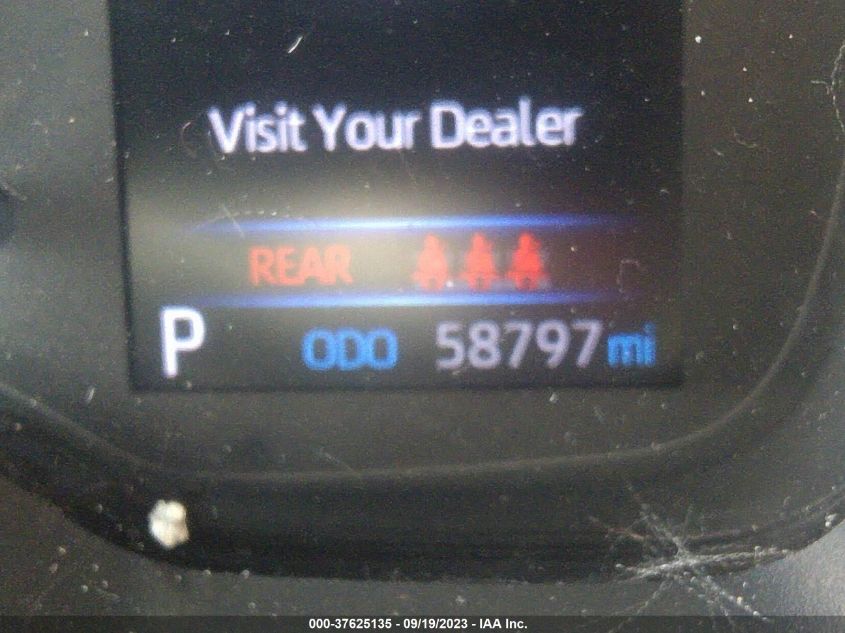 Visit Your Dealer
REAR
P ODO 58797 mi
000-37625135 - 09/19/2023 - IAA Inc.